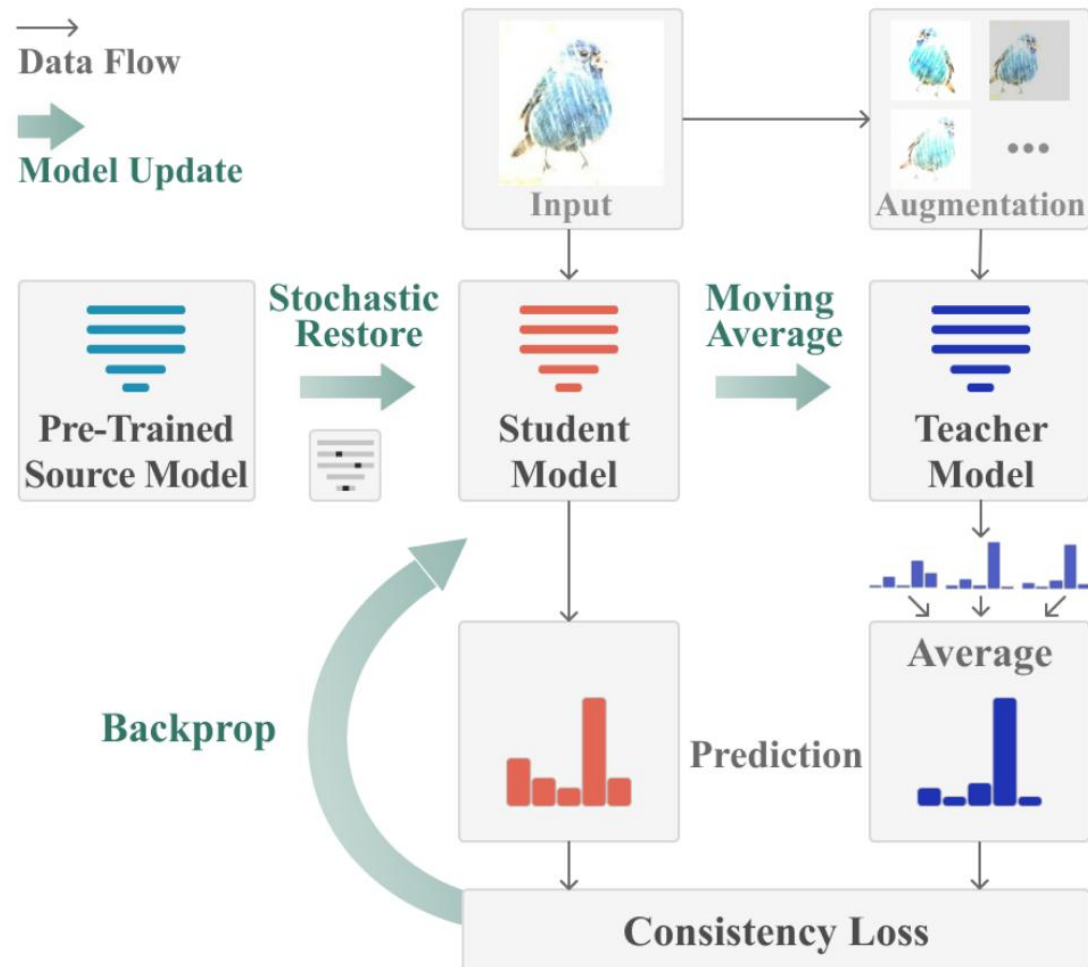 Data Flow
Model Update
Input
Augmentation
Pre-Trained
Source Model
Stochastic
Restore
Student
Model
Moving
Average
Teacher
Model
Backprop
Average
Prediction
Consistency Loss